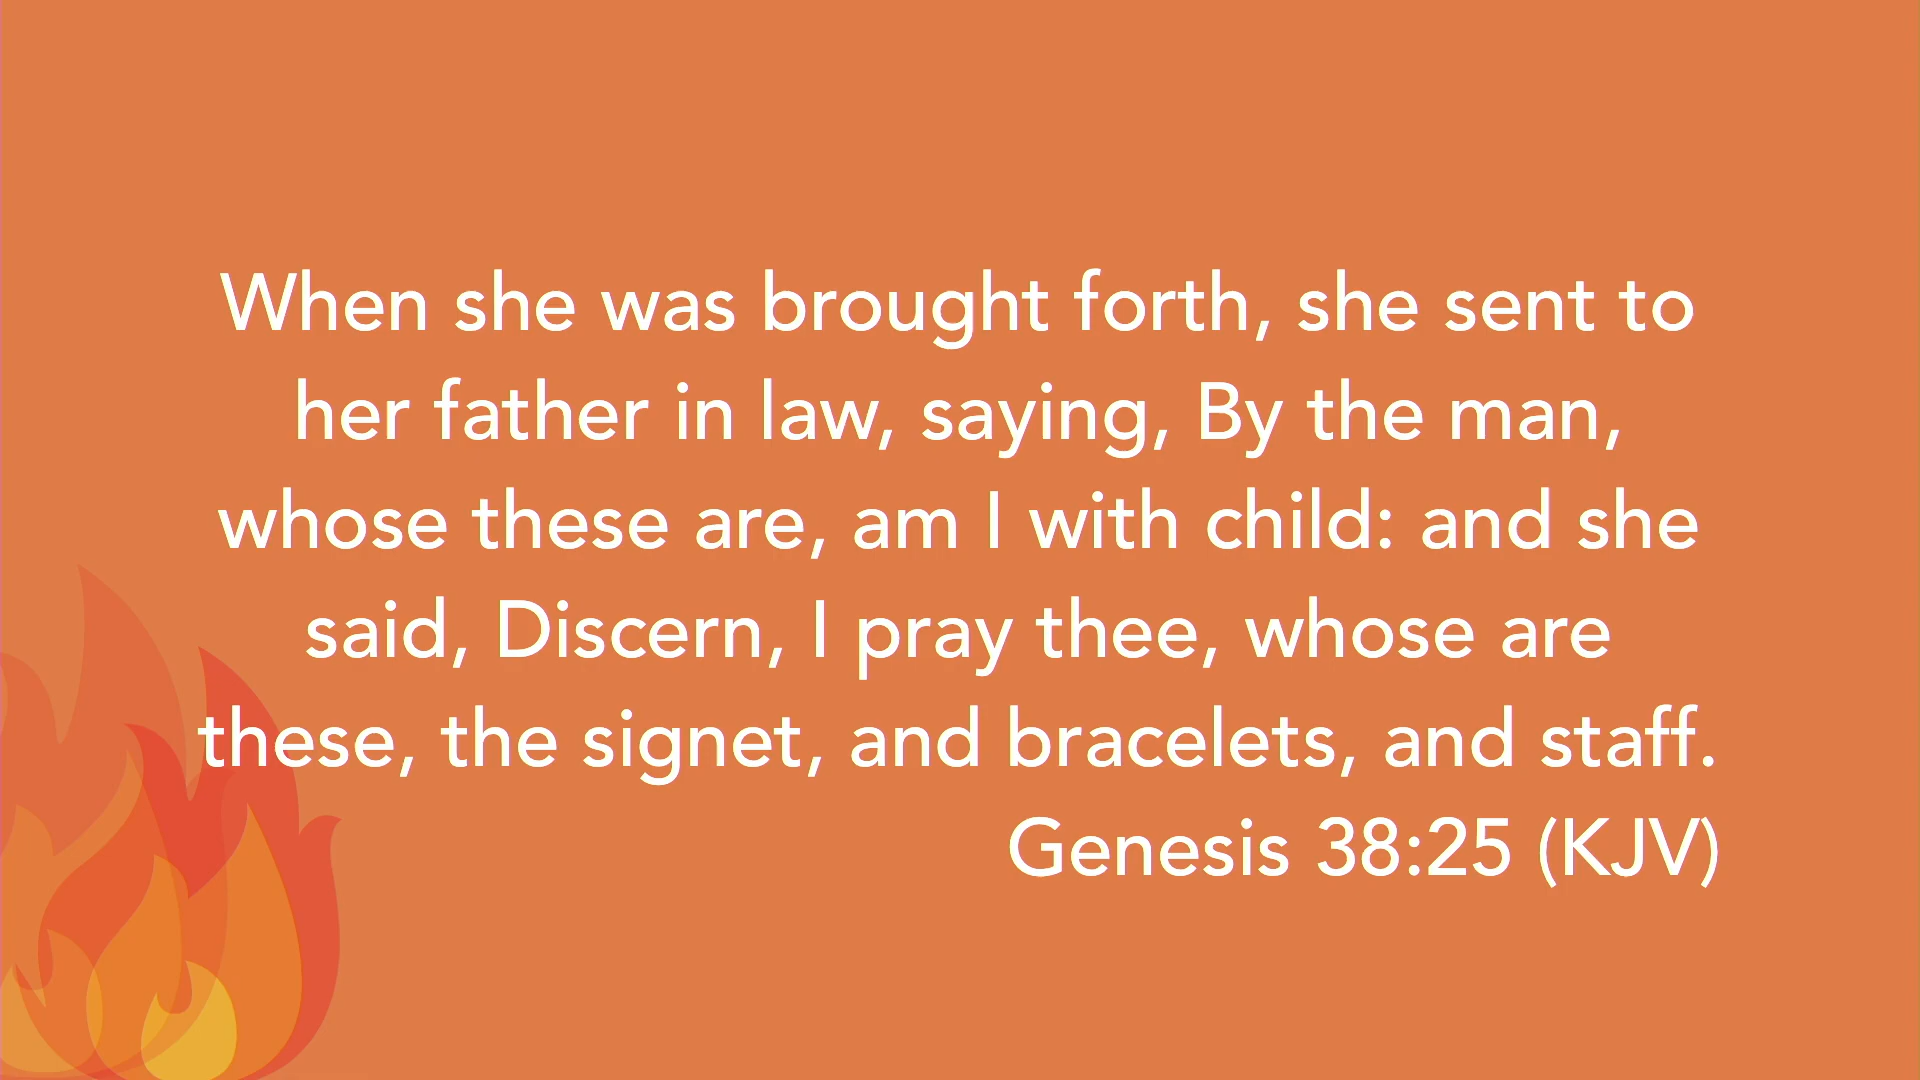 When she was brought forth, she sent to
her father in law, saying, By the man,
whose these are, am I with child: and she
said, Discern, I pray thee, whose are
these, the signet, and bracelets, and staff.
Genesis 38:25 (KJV)